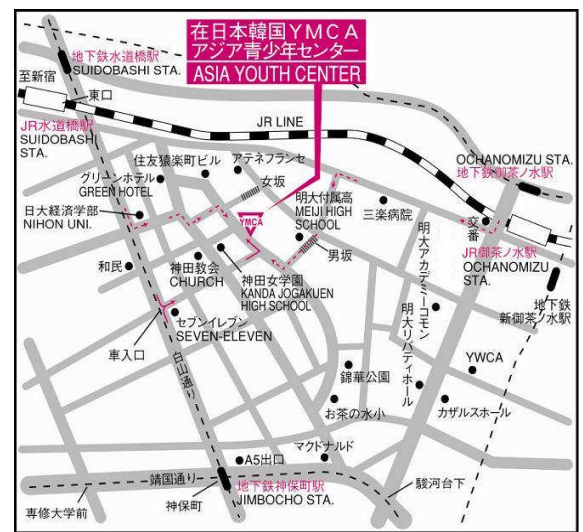 在日本韓国YMCA
アジア青少年センター
ASIA YOUTH CENTER
地下鉄水道橋駅
SUIDOBASHI STA.
至新宿
東口
JR LINE
JR水道橋駅
SUIDOBASHI
STA.
住友猿楽町ビル
アテネフランセ
OCHANOMIZU STA.
地下鉄御茶ノ水駅
グリーンホテル
GREEN HOTEL
女坂
明大付属高
MEIJI HIGH
SCHOOL
三楽病院
交番
日大経済学部
NIHON UNI.
YMCA
男坂
JR御茶ノ水駅
OCHANOMIZU
STA.
和民
神田教会
CHURCH
神田女学園
KANDA JOGAKUEN
HIGH SCHOOL
明大アカデミーコモン
地下鉄
新御茶ノ水駅
セブンイレブン
SEVEN-ELEVEN
車入口
白山通り
明大リバティホール
YWCA
錦華公園
お茶の水小
カザルスホール
マクドナルド
A5出口
靖国通り
地下鉄神保町駅
JIMBOCHO STA.
駿河台下
専修大学前
神保町